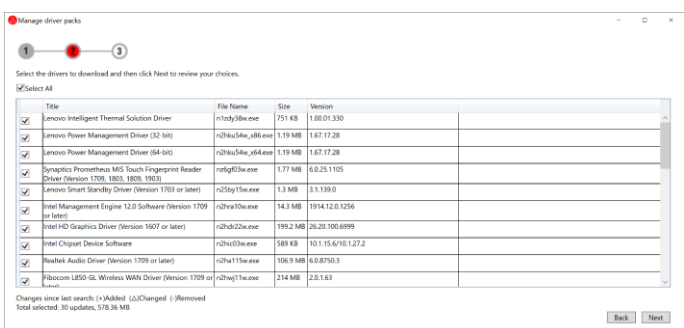 Manage driver packs
1 2 3
Select the drivers to download and then click Next to review your choices.
Select All
Title File Name Size Version
Lenovo Intelligent Thermal Solution Driver n1zdy38w.exe 751 KB 1.00.01.330
Lenovo Power Management Driver (32-bit) n2hku54w_x86.exe 1.19 MB 1.67.17.28
Lenovo Power Management Driver (64-bit) n2hku54w_x64.exe 1.19 MB 1.67.17.28
Synaptics Prometheus MIS Touch Fingerprint Reader nz6gf03w.exe 1.77 MB 6.0.25.1105
Driver (Version 1709, 1803, 1809, 1903)
Lenovo Smart Standby Driver (Version 1703 or later) n25by15w.exe 1.3 MB 3.1.139.0
Intel Management Engine 12.0 Software (Version 1709 n2hra10w.exe 14.3 MB 1914.12.0.1256
or later)
Intel HD Graphics Driver (Version 1607 or later) n2hdr22w.exe 199.2 MB 26.20.100.6999
Intel Chipset Device Software n2hic03w.exe 589 KB 10.1.15.6/10.1.27.2
Realtek Audio Driver (Version 1709 or later) n2ha115w.exe 106.9 MB 6.0.8750.3
Fibocom L850-GL Wireless WAN Driver (Version 1709 or n2hwj11w.exe 214 MB 2.0.1.63
Changes since last search: (+)Added (△)Changed (-)Removed
Total selected: 30 updates, 578.36 MB
Back Next